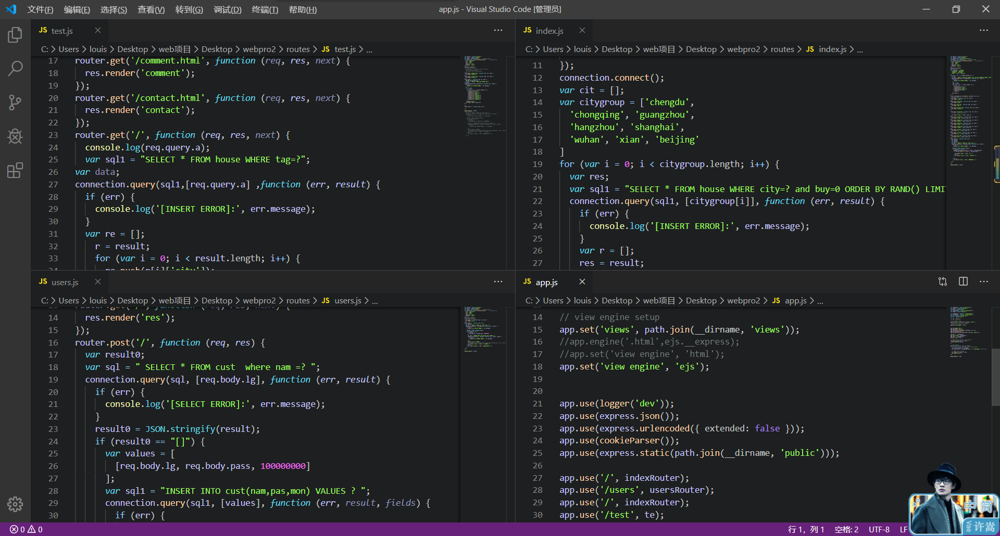 文件(F) 编辑(E) 选择(S) 查看(V) 转到(G) 调试(D) 终端(T) 帮助(H) app.js - Visual Studio Code [管理员]
JS test.js
C: > Users > louis > Desktop > web项目 > Desktop > webpro2 > routes > JS test.js > ...
17 router.get('/comment.html', function (req, res, next) {
18 res.render('comment');
19 });
20 router.get('/contact.html', function (req, res, next) {
21 res.render('contact');
22 });
23 router.get('/', function (req, res, next) {
24 console.log(req.query.a);
25 var sql1 = "SELECT * FROM house WHERE tag=?";
26 var data;
27 connection.query(sql1,[req.query.a] ,function (err, result) {
28 if (err) {
29 console.log('[INSERT ERROR]:', err.message);
30 }
31 var re = [];
32 r = result;
33 for (var i = 0; i < result.length; i++) {
34 re.push(r[i]['city']);
JS index.js
C: > Users > louis > Desktop > web项目 > Desktop > webpro2 > routes > JS index.js > ...
11 });
12 connection.connect();
13 var cit = [];
14 var citygroup = ['chengdu',
15 'chongqing', 'guangzhou',
16 'hangzhou', 'shanghai',
17 'wuhan', 'xian', 'beijing'
18 ]
19 for (var i = 0; i < citygroup.length; i++) {
20 var res;
21 var sql1 = "SELECT * FROM house WHERE city=? and buy=0 ORDER BY RAND() LIMI
22 connection.query(sql1, [citygroup[i]], function (err, result) {
23 if (err) {
24 console.log('[INSERT ERROR]:', err.message);
25 }
26 var r = [];
27 res = result;
JS users.js
C: > Users > louis > Desktop > web项目 > Desktop > webpro2 > routes > JS users.js > ...
13 router.get('/', function (req, res, next) {
14 res.render('res');
15 });
16 router.post('/', function (req, res) {
17 var result0;
18 var sql = " SELECT * FROM cust  where nam =? ";
19 connection.query(sql, [req.body.lg], function (err, result) {
20 if (err) {
21 console.log('[SELECT ERROR]:', err.message);
22 }
23 result0 = JSON.stringify(result);
24 if (result0 == "[]") {
25 var values = [
26 [req.body.lg, req.body.pass, 100000000]
27 ];
28 var sql1 = "INSERT INTO cust(nam,pas,mon) VALUES ? ";
29 connection.query(sql1, [values], function (err, result, fields) {
30 if (err) {
JS app.js
C: > Users > louis > Desktop > web项目 > Desktop > webpro2 > JS app.js > ...
14 // view engine setup
15 app.set('views', path.join(__dirname, 'views'));
16 //app.engine('.html',ejs.__express);
17 //app.set('view engine', 'html');
18 app.set('view engine', 'ejs');
19
20
21 app.use(logger('dev'));
22 app.use(express.json());
23 app.use(express.urlencoded({ extended: false }));
24 app.use(cookieParser());
25 app.use(express.static(path.join(__dirname, 'public')));
26
27 app.use('/', indexRouter);
28 app.use('/users', usersRouter);
29 app.use('/', indexRouter);
30 app.use('/test', te);
中 简
Vae 许嵩
0 0 行 1，列 1 空格: 2 UTF-8 LF